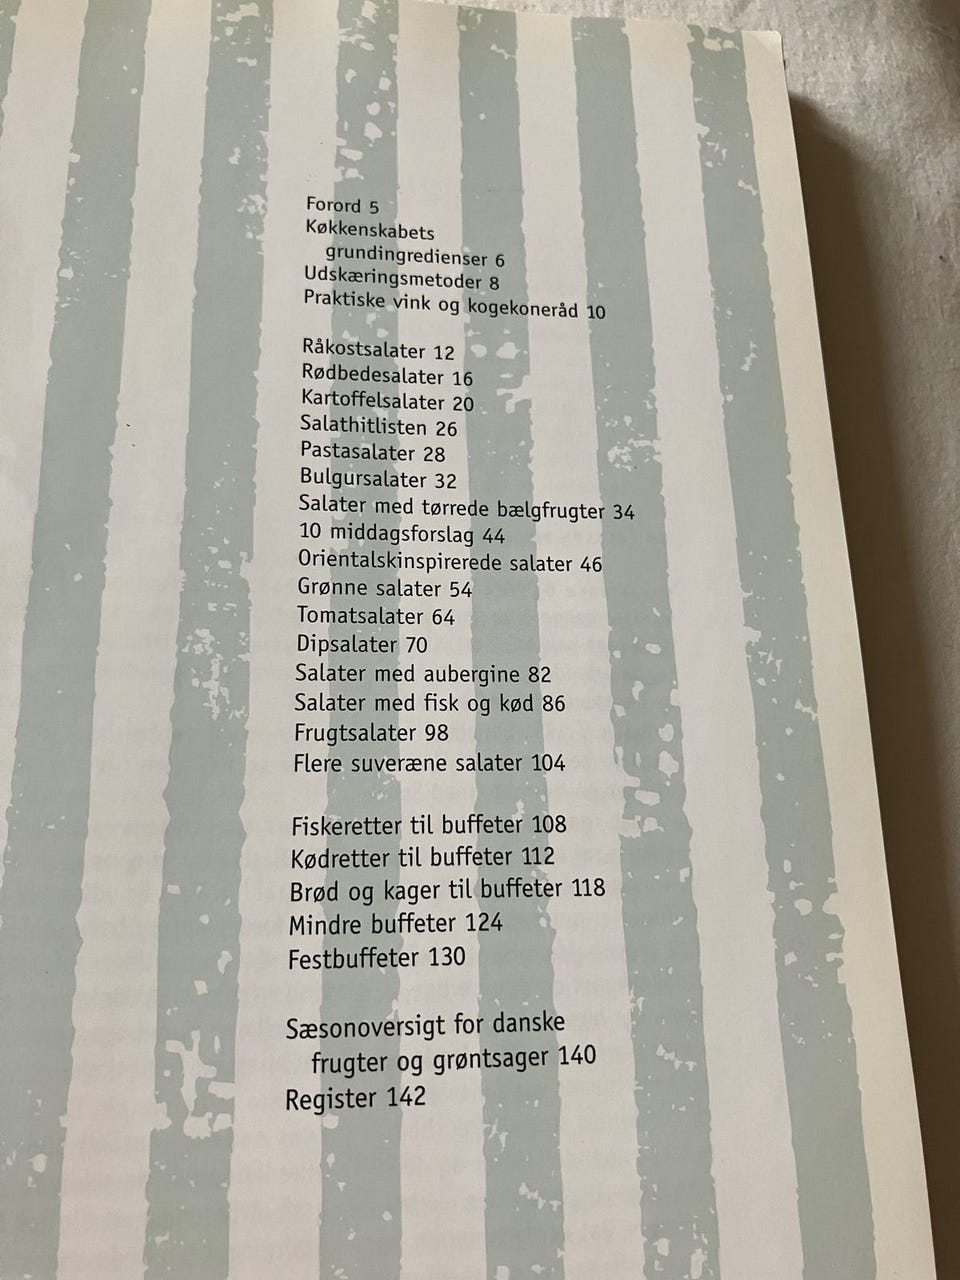 Forord 5
Køkkenskabets
grundingredienser 6
Udskæringsmetoder 8
Praktiske vink og kogekoneråd 10
Råkostsalater 12
Rødbedesalater 16
Kartoffelsalater 20
Salathitlisten 26
Pastasalater 28
Bulgursalater 32
Salater med tørrede bælgfrugter 34
10 middagsforslag 44
Orientalskinspirerede salater 46
Grønne salater 54
Tomatsalater 64
Dipsalater 70
Salater med aubergine 82
Salater med fisk og kød 86
Frugtsalater 98
Flere suveræne salater 104
Fiskeretter til buffeter 108
Kødretter til buffeter 112
Brød og kager til buffeter 118
Mindre buffeter 124
Festbuffeter 130
Sæsonoversigt for danske
frugter og grøntsager 140
Register 142